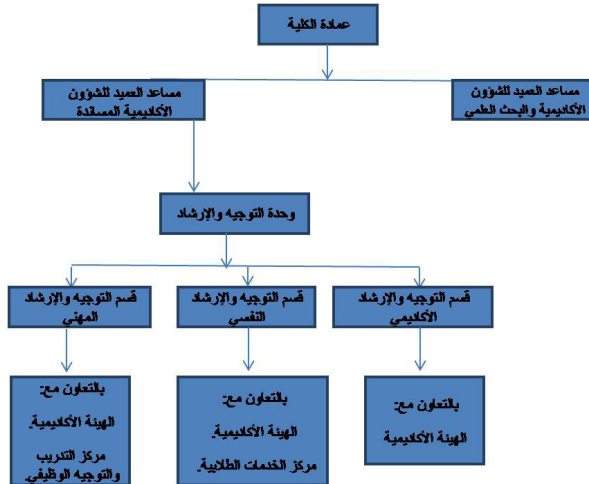 عمادة الكلية
مساعد العميد للشؤون
الأكاديمية والبحث العلمي
مساعد العميد للشؤون
الأكاديمية المساندة
وحدة التوجيه والإرشاد
قسم التوجيه والإرشاد
الأكاديمي
قسم التوجيه والإرشاد
النفسي
قسم التوجيه والإرشاد
المهني
بالتعاون مع:
الهيئة الأكاديمية
بالتعاون مع:
الهيئة الأكاديمية.
مركز الخدمات الطلابية.
بالتعاون مع:
الهيئة الأكاديمية.
مركز التدريب
والتوجيه الوظيفي.